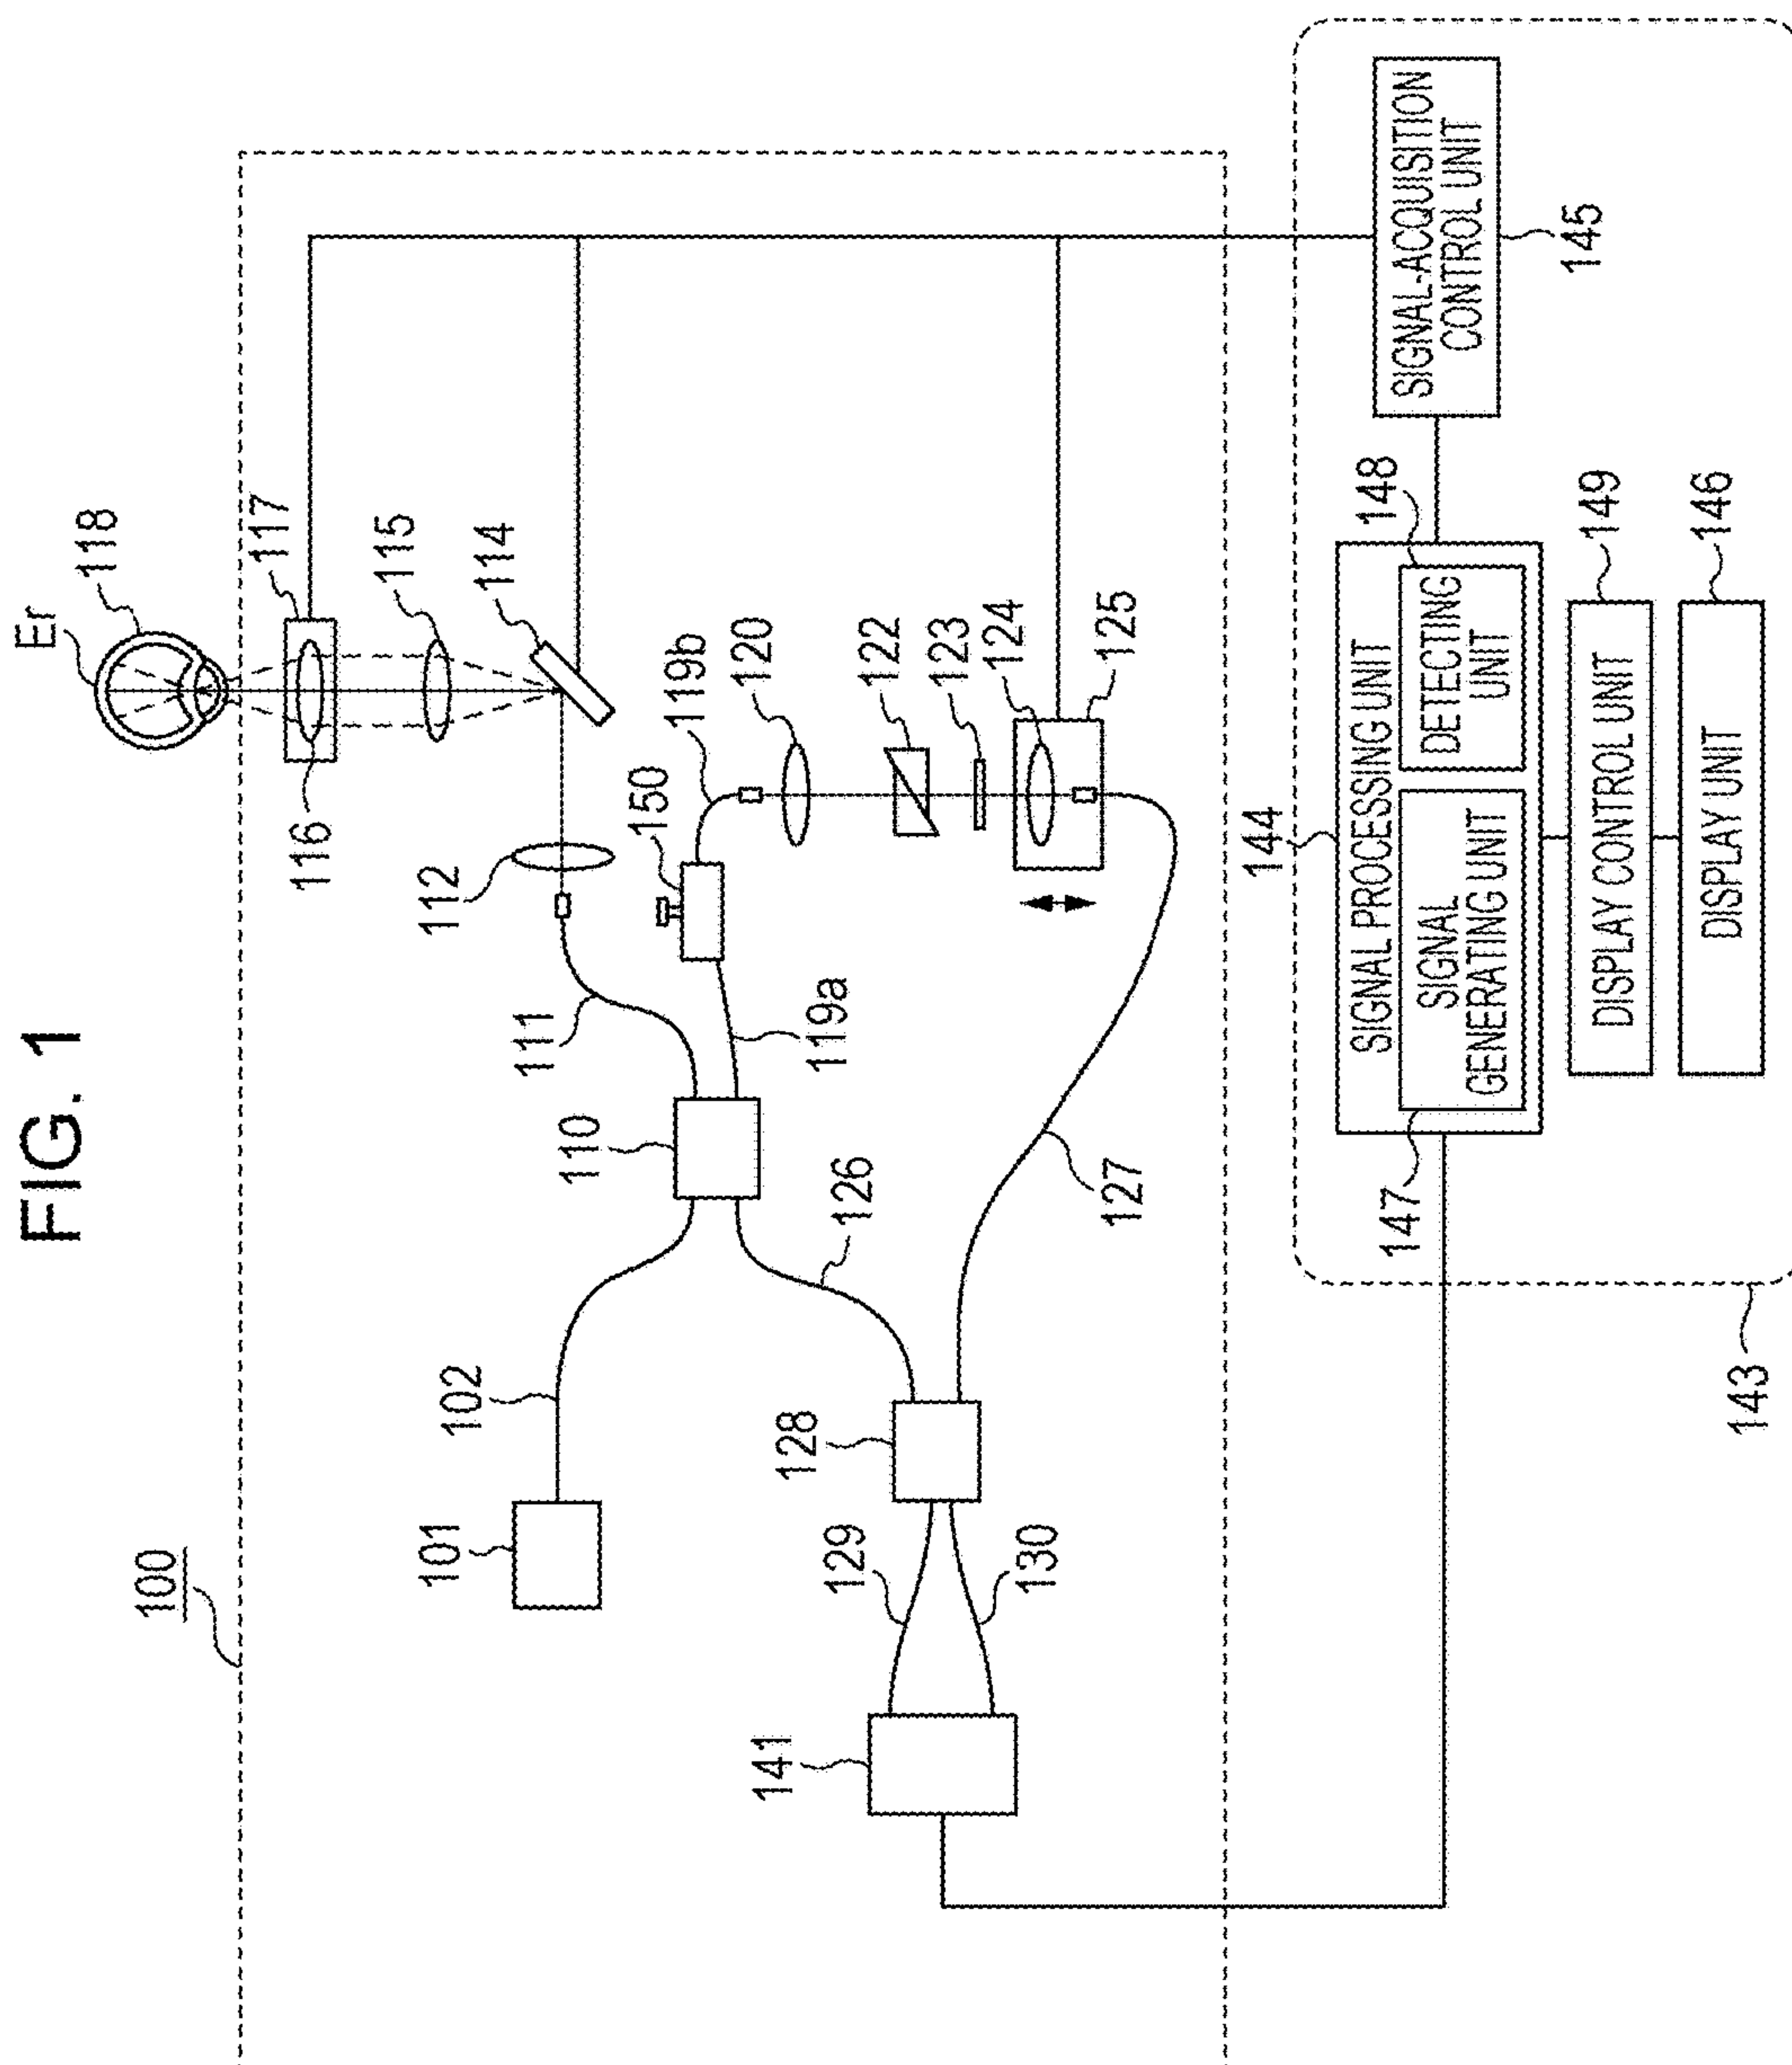 FIG. 1
100
Er
118
117
116
115
114
112
111
150
119b
119a
120
122
123
124
125
110
102
101
126
127
128
129
130
141
143
144
SIGNAL PROCESSING UNIT
SIGNAL
GENERATING UNIT
147
DETECTING
UNIT
148
SIGNAL-ACQUISITION
CONTROL UNIT
145
DISPLAY CONTROL UNIT
149
DISPLAY UNIT
146